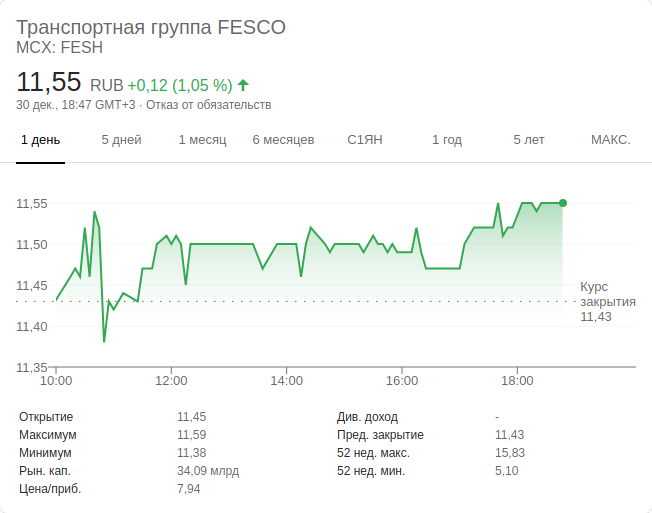 Транспортная группа FESCO
MCX: FESH
11,55 RUB +0,12 (1,05 %)
30 дек., 18:47 GMT+3 · Отказ от обязательств
1 день 5 дней 1 месяц 6 месяцев С1ЯН 1 год 5 лет МАКС.
11,55
11,50
11,45
11,40
11,35
Курс
закрытия
11,43
10:00 12:00 14:00 16:00 18:00
Открытие 11,45 Див. доход -
Максимум 11,59 Пред. закрытие 11,43
Минимум 11,38 52 нед. макс. 15,83
Рын. кап. 34,09 млрд 52 нед. мин. 5,10
Цена/приб. 7,94